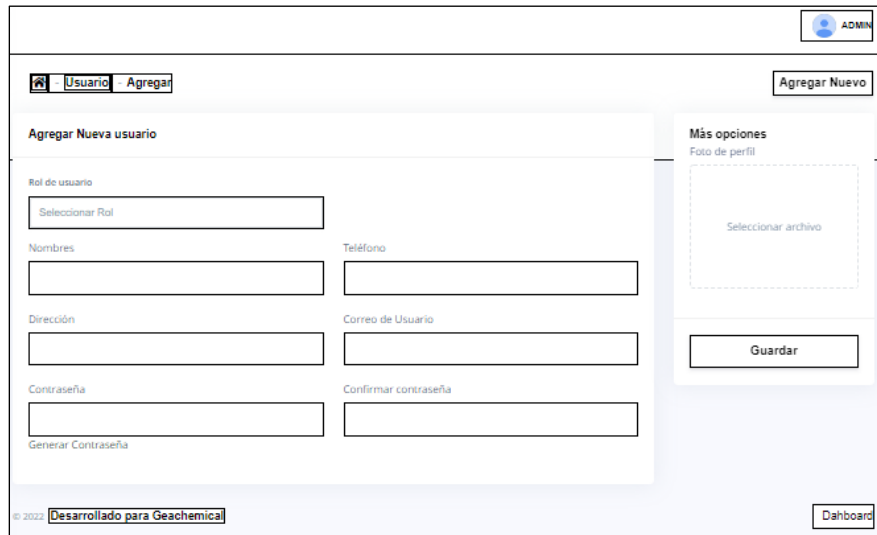 ADMIN
- Usuario - Agregar
Agregar Nuevo
Agregar Nueva usuario
Rol de usuario
Seleccionar Rol
Nombres
Teléfono
Dirección
Correo de Usuario
Contraseña
Confirmar contraseña
Generar Contraseña
Más opciones
Foto de perfil
Seleccionar archivo
Guardar
© 2022 Desarrollado para Geachemical
Dahboard